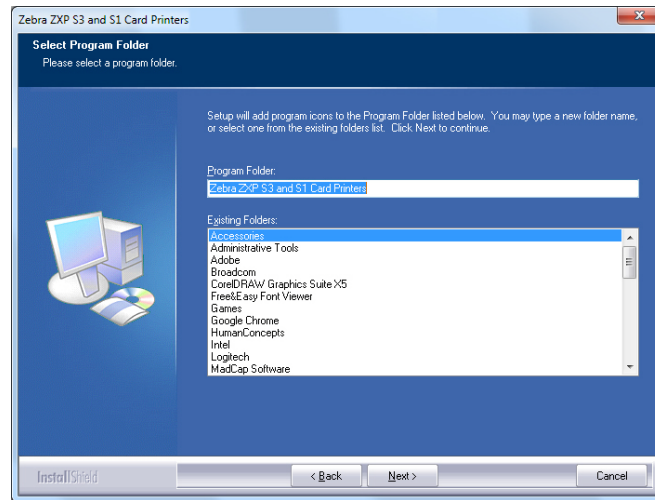 Zebra ZXP S3 and S1 Card Printers
Select Program Folder
Please select a program folder.
Setup will add program icons to the Program Folder listed below. You may type a new folder name,
or select one from the existing folders list. Click Next to continue.
Program Folder:
Zebra ZXP S3 and S1 Card Printers
Existing Folders:
Accessories
Administrative Tools
Adobe
Broadcom
CorelDRAW Graphics Suite X5
Free&Easy Font Viewer
Games
Google Chrome
HumanConcepts
Intel
Logitech
MadCap Software
InstallShield
< Back
Next >
Cancel